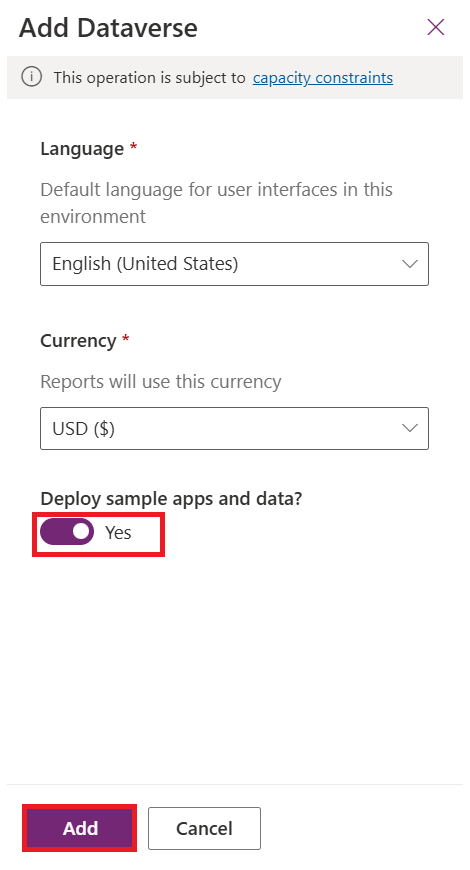 Add Dataverse
This operation is subject to capacity constraints
Language *
Default language for user interfaces in this
environment
English (United States)
Currency *
Reports will use this currency
USD ($)
Deploy sample apps and data?
Yes
Add
Cancel